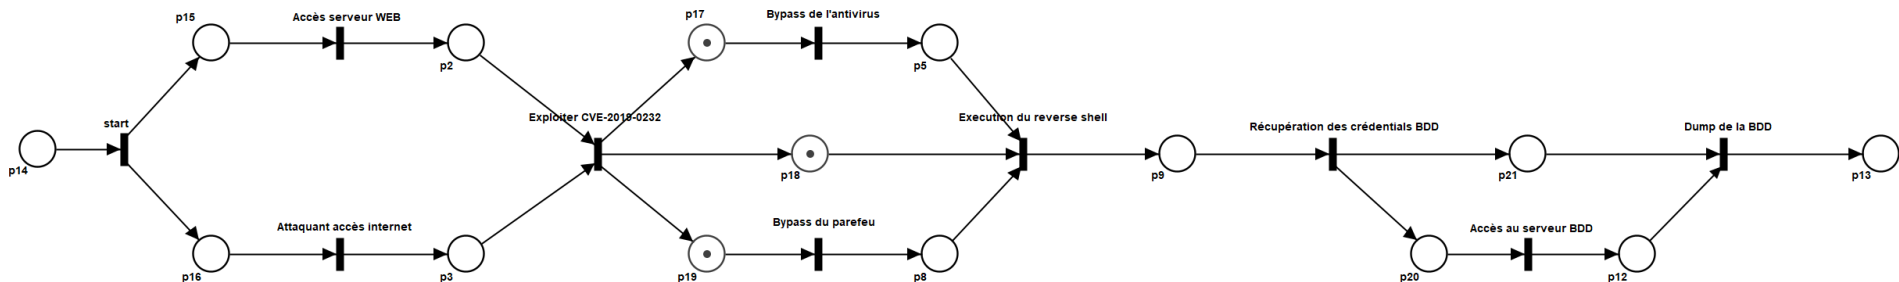 p15
Accès serveur WEB
p2
p17
Bypass de l'antivirus
p5
start
p14
Exploiter CVE-2019-0232
p18
Execution du reverse shell
p9
Récupération des crédentials BDD
p21
Dump de la BDD
p13
Attaquant accès internet
p16
p3
Bypass du parefeu
p19
p8
Accès au serveur BDD
p20
p12